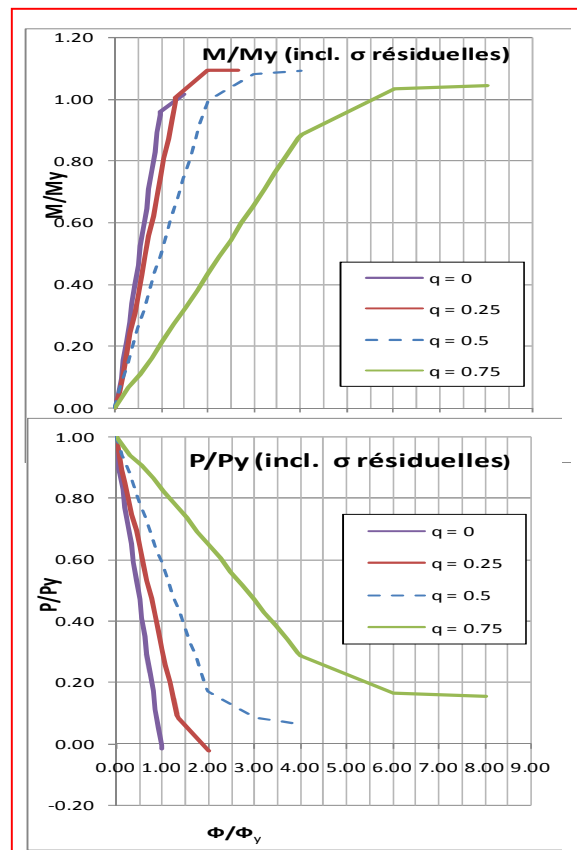 1.20
M/My (incl. σ résiduelles)
1.00
0.80
M/My
0.60
0.40
0.20
0.00
q = 0
q = 0.25
q = 0.5
q = 0.75
1.00
P/Py (incl. σ résiduelles)
0.80
0.60
P/Py
0.40
0.20
0.00
-0.20
q = 0
q = 0.25
q = 0.5
q = 0.75
0.00 1.00 2.00 3.00 4.00 5.00 6.00 7.00 8.00 9.00
Φ/Φy